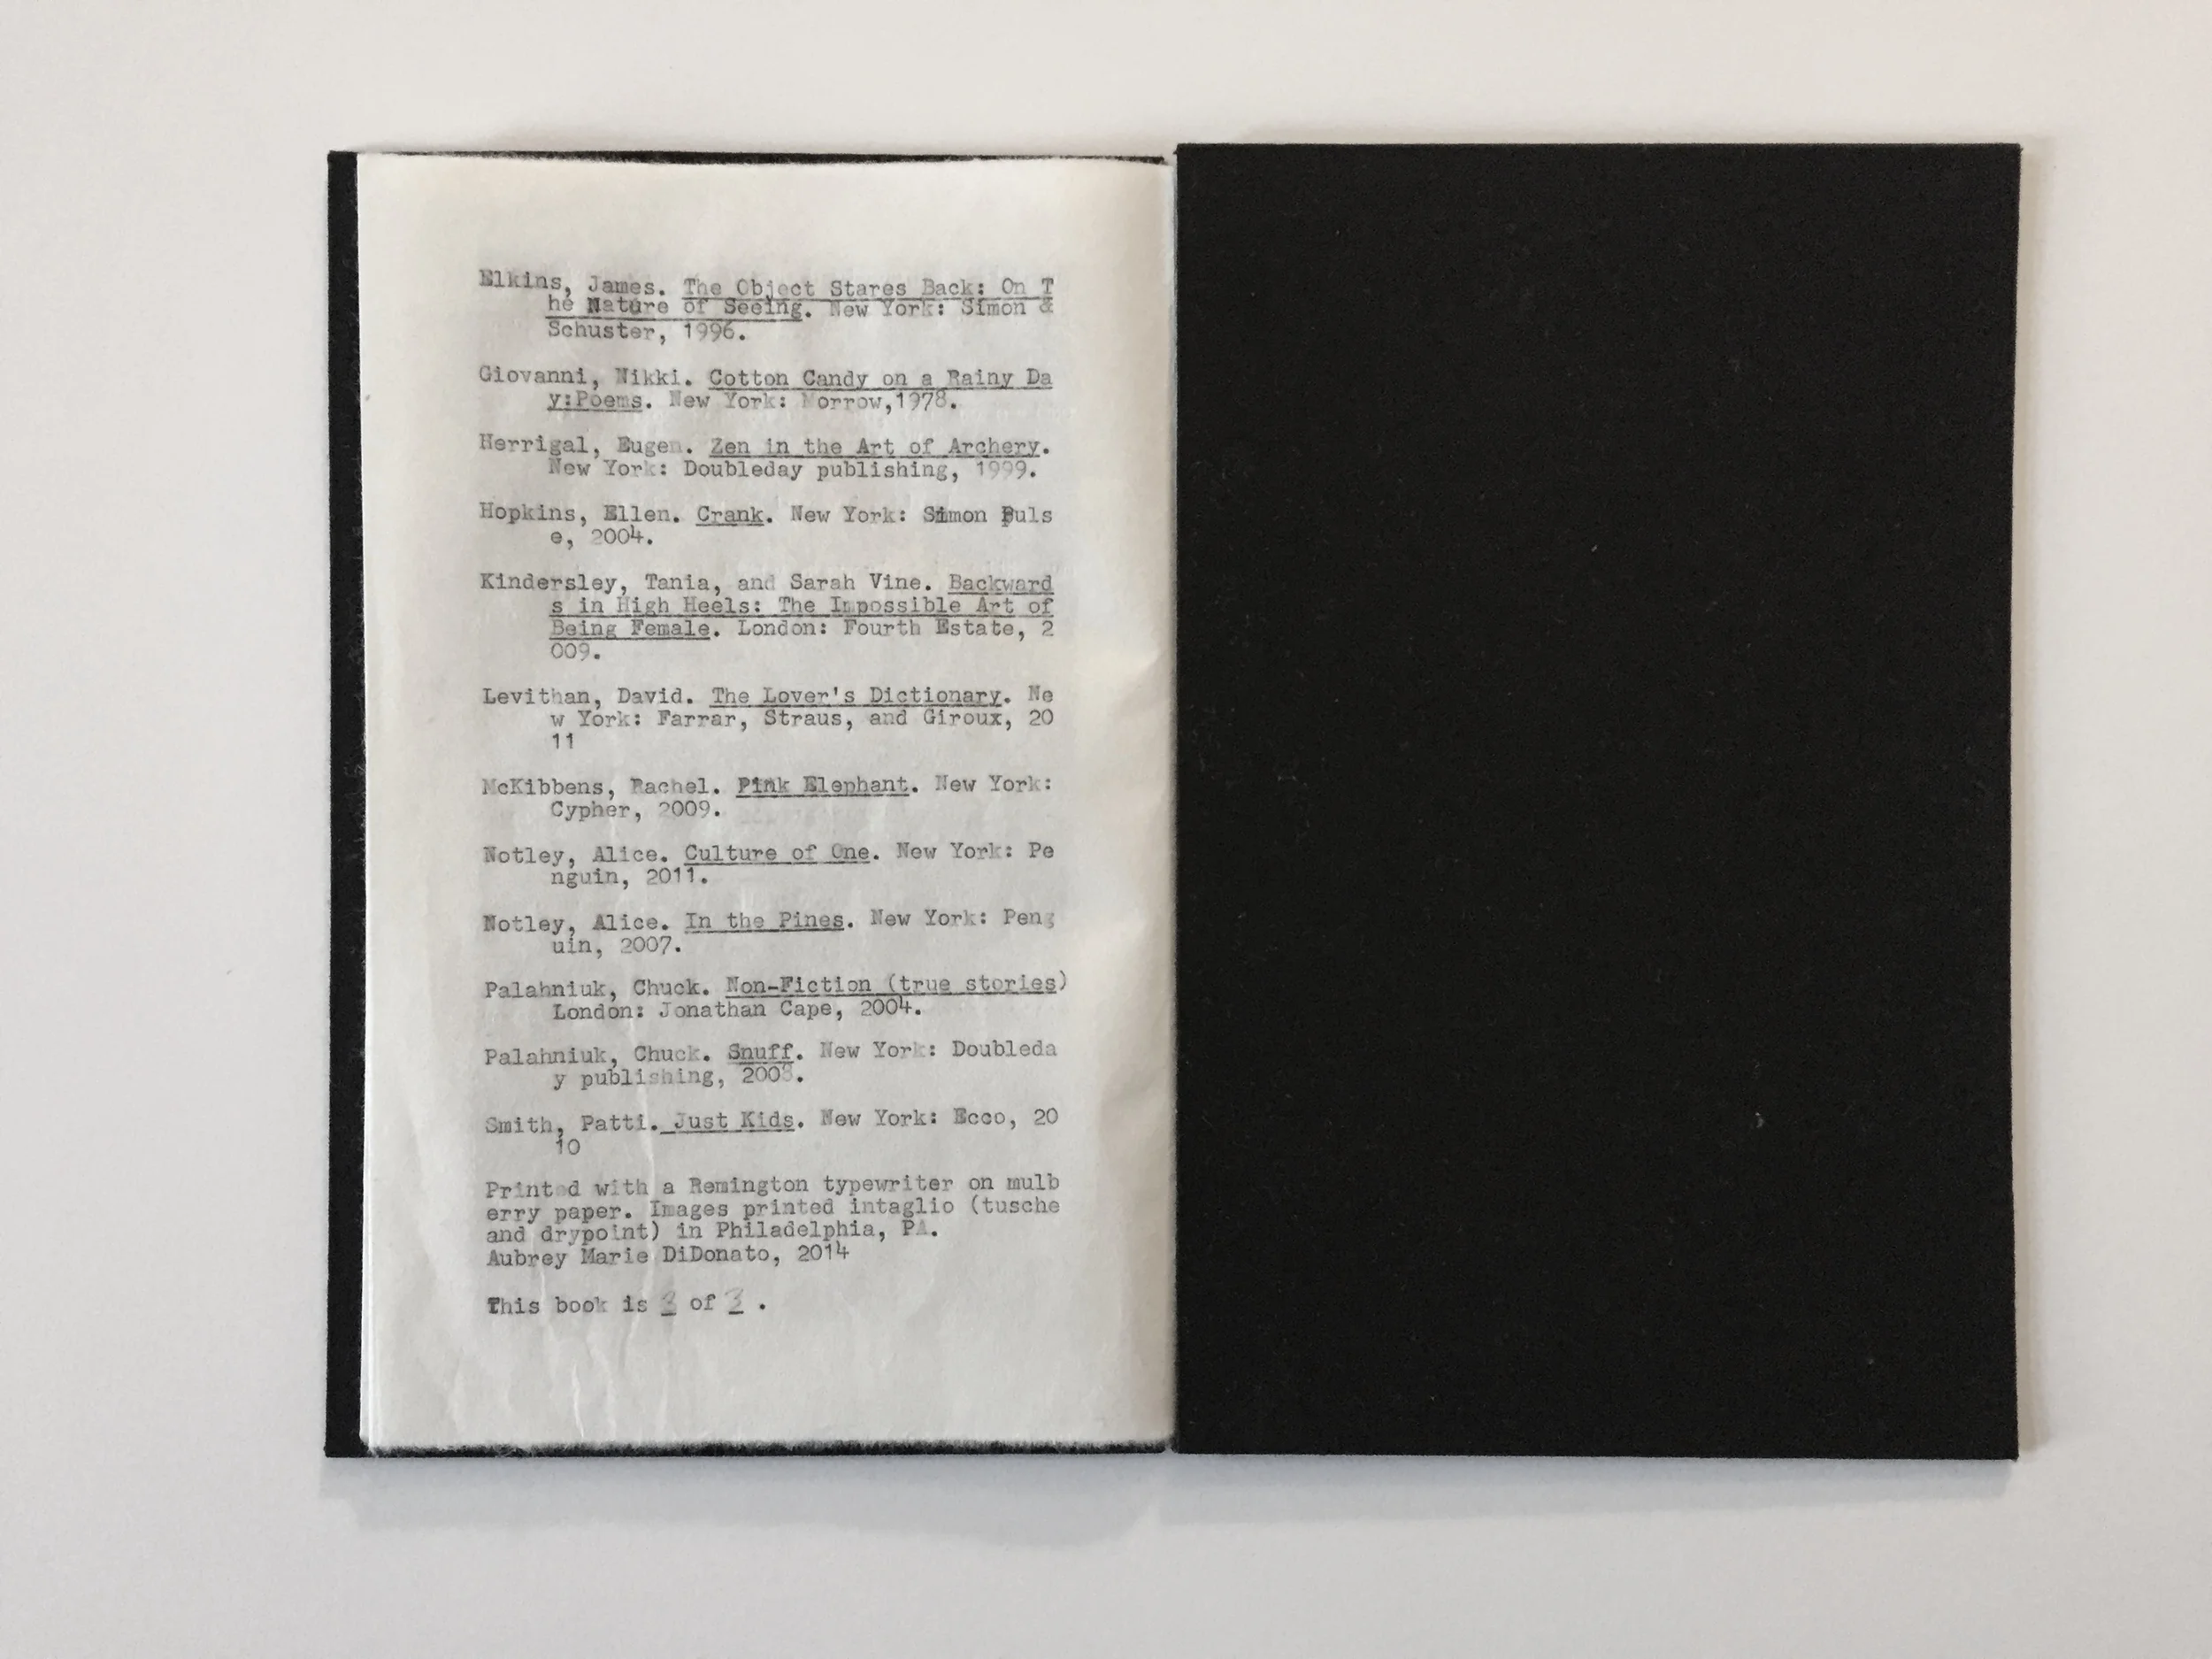 Elkins, James. The Object Stares Back: On T
he Nature of Seeing. New York: Simon &
Schuster, 1996.
Giovanni, Nikki. Cotton Candy on a Rainy Da
y:Poems. New York: Morrow,1978.
Herrigal, Eugen. Zen in the Art of Archery.
New York: Doubleday publishing, 1999.
Hopkins, Ellen. Crank. New York: Simon Puls
e, 2004.
Kindersley, Tania, and Sarah Vine. Backward
s in High Heels: The Impossible Art of
Being Female. London: Fourth Estate, 2
009.
Levithan, David. The Lover's Dictionary. Ne
w York: Farrar, Straus, and Giroux, 20
11
McKibbens, Rachel. Pink Elephant. New York:
Cypher, 2009.
Notley, Alice. Culture of One. New York: Pe
nguin, 2011.
Notley, Alice. In the Pines. New York: Peng
uin, 2007.
Palahniuk, Chuck. Non-Fiction (true stories)
London: Jonathan Cape, 2004.
Palahniuk, Chuck. Snuff. New York: Doubleda
y publishing, 2008.
Smith, Patti. Just Kids. New York: Ecco, 20
10
Printed with a Remington typewriter on mulb
erry paper. Images printed intaglio (tusche
and drypoint) in Philadelphia, PA.
Aubrey Marie DiDonato, 2014
This book is 3 of 3 .